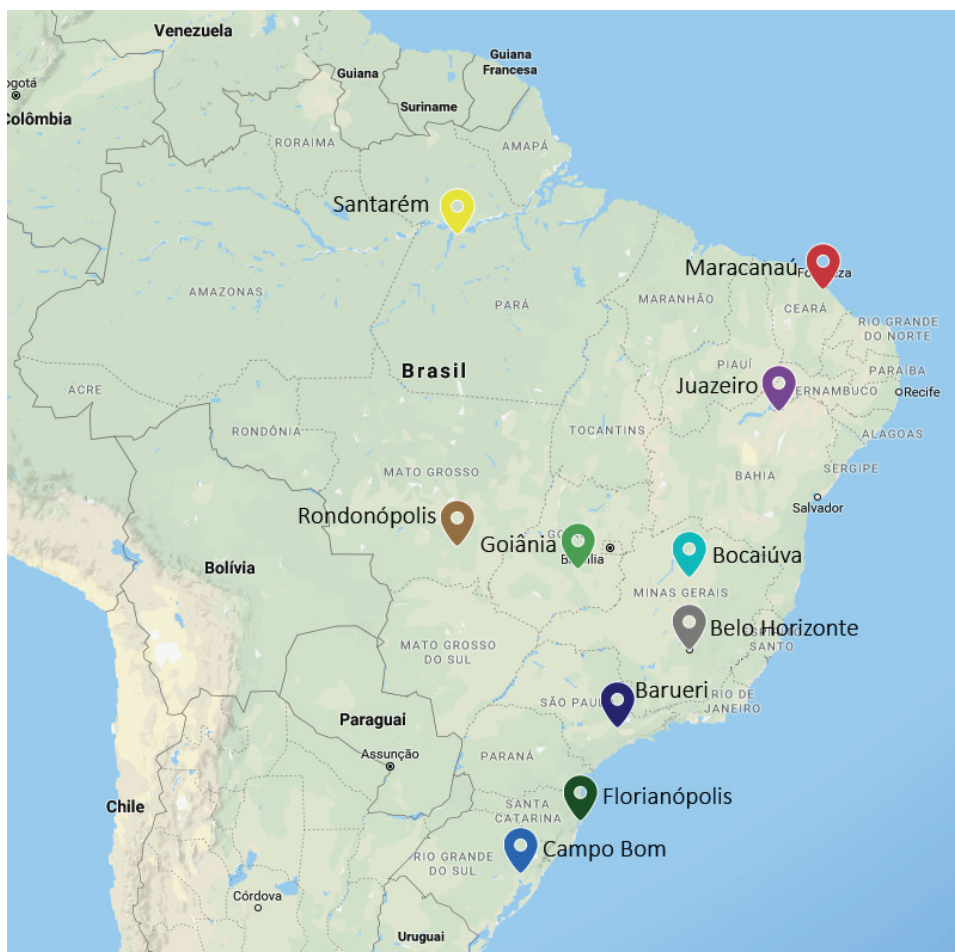 Venezuela
Guiana
Francesa
Guiana
Suriname
Colômbia
RORAIMA
AMAPÁ
Santarém
Maracanaú
AMAZONAS
PARÁ
MARANHÃO
CEARÁ
RIO GRANDE
DO NORTE
Brasil
PIAUÍ
PARAÍBA
Juazeiro
ACRE
Recife
RONDÔNIA
TOCANTINS
ALAGOAS
MATO GROSSO
BAHIA
SERGIPE
Salvador
Rondonópolis
Goiânia
Bocaiúva
Bolívia
MINAS GERAIS
Belo Horizonte
SANTO
MATO GROSSO
DO SUL
Barueri
RIO DE
JANEIRO
Paraguai
Assunção
PARANÁ
Chile
Florianópolis
SANTA
CATARINA
Campo Bom
RIO GRANDE
DO SUL
Córdova
Uruguai